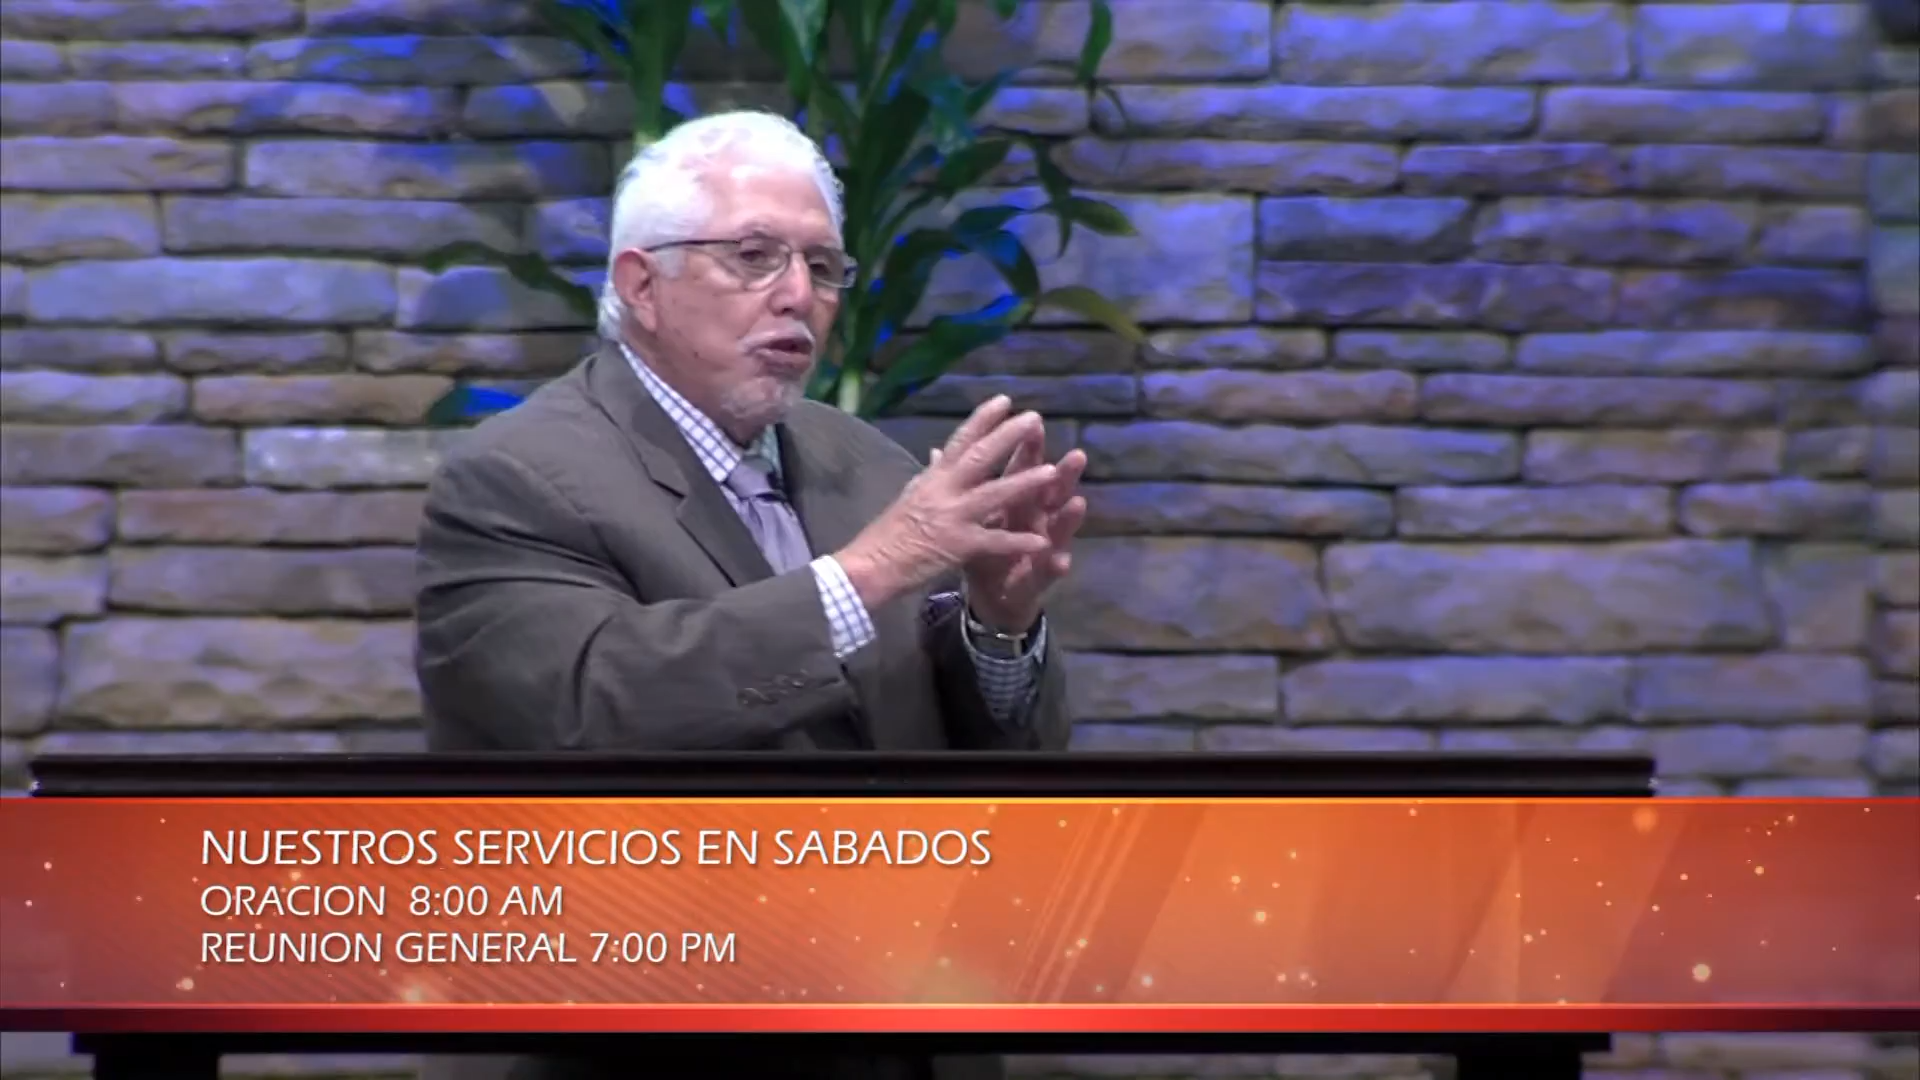 NUESTROS SERVICIOS EN SABADOS
ORACION 8:00 AM
REUNION GENERAL 7:00 PM